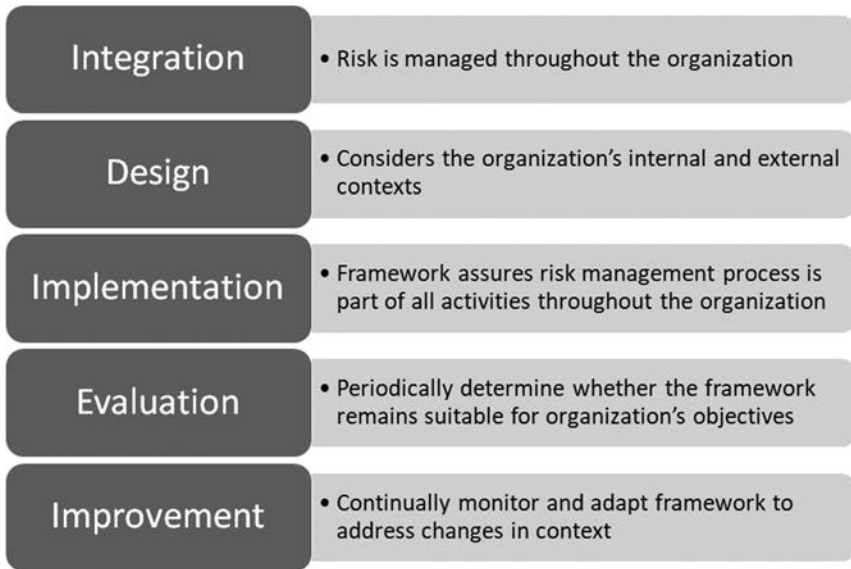 Integration
• Risk is managed throughout the organization
Design
• Considers the organization's internal and external
contexts
Implementation
• Framework assures risk management process is
part of all activities throughout the organization
Evaluation
• Periodically determine whether the framework
remains suitable for organization's objectives
Improvement
• Continually monitor and adapt framework to
address changes in context